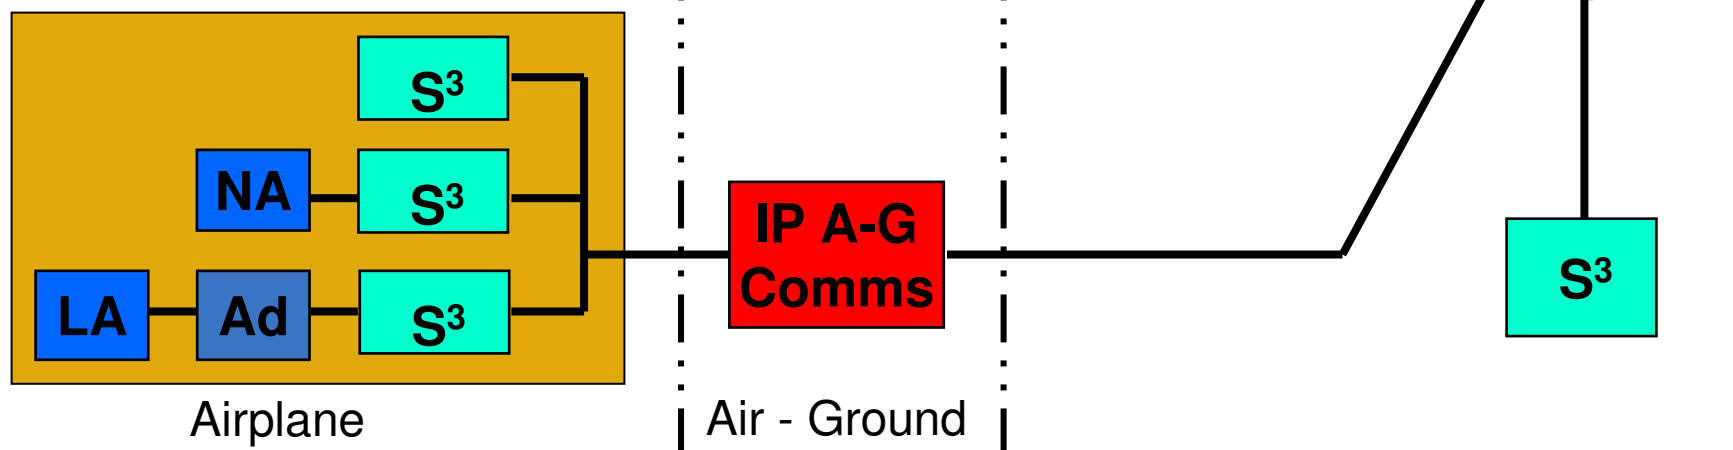 S³
NA
S³
LA
Ad
S³
IP A-G
Comms
S³
Airplane
Air - Ground